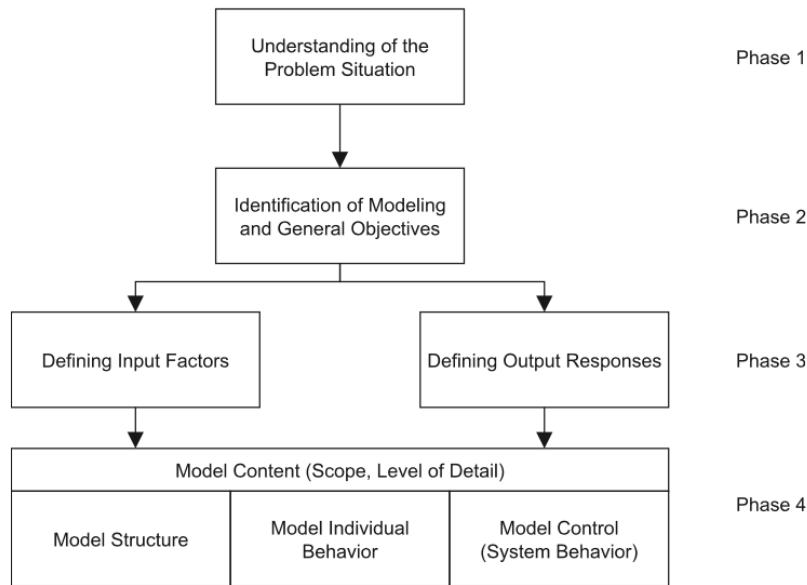 Understanding of the
Problem Situation
Phase 1
Identification of Modeling
and General Objectives
Phase 2
Defining Input Factors
Defining Output Responses
Phase 3
Model Content (Scope, Level of Detail)
Phase 4
Model Structure
Model Individual
Behavior
Model Control
(System Behavior)